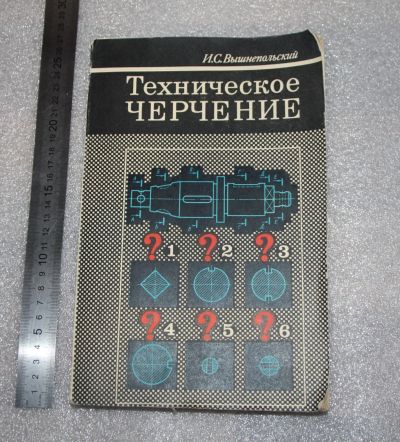 И.С.Вышнепольский
Техническое
ЧЕРЧЕНИЕ
? 1 ? 2 ? 3
? 4 ? 5 ? 6